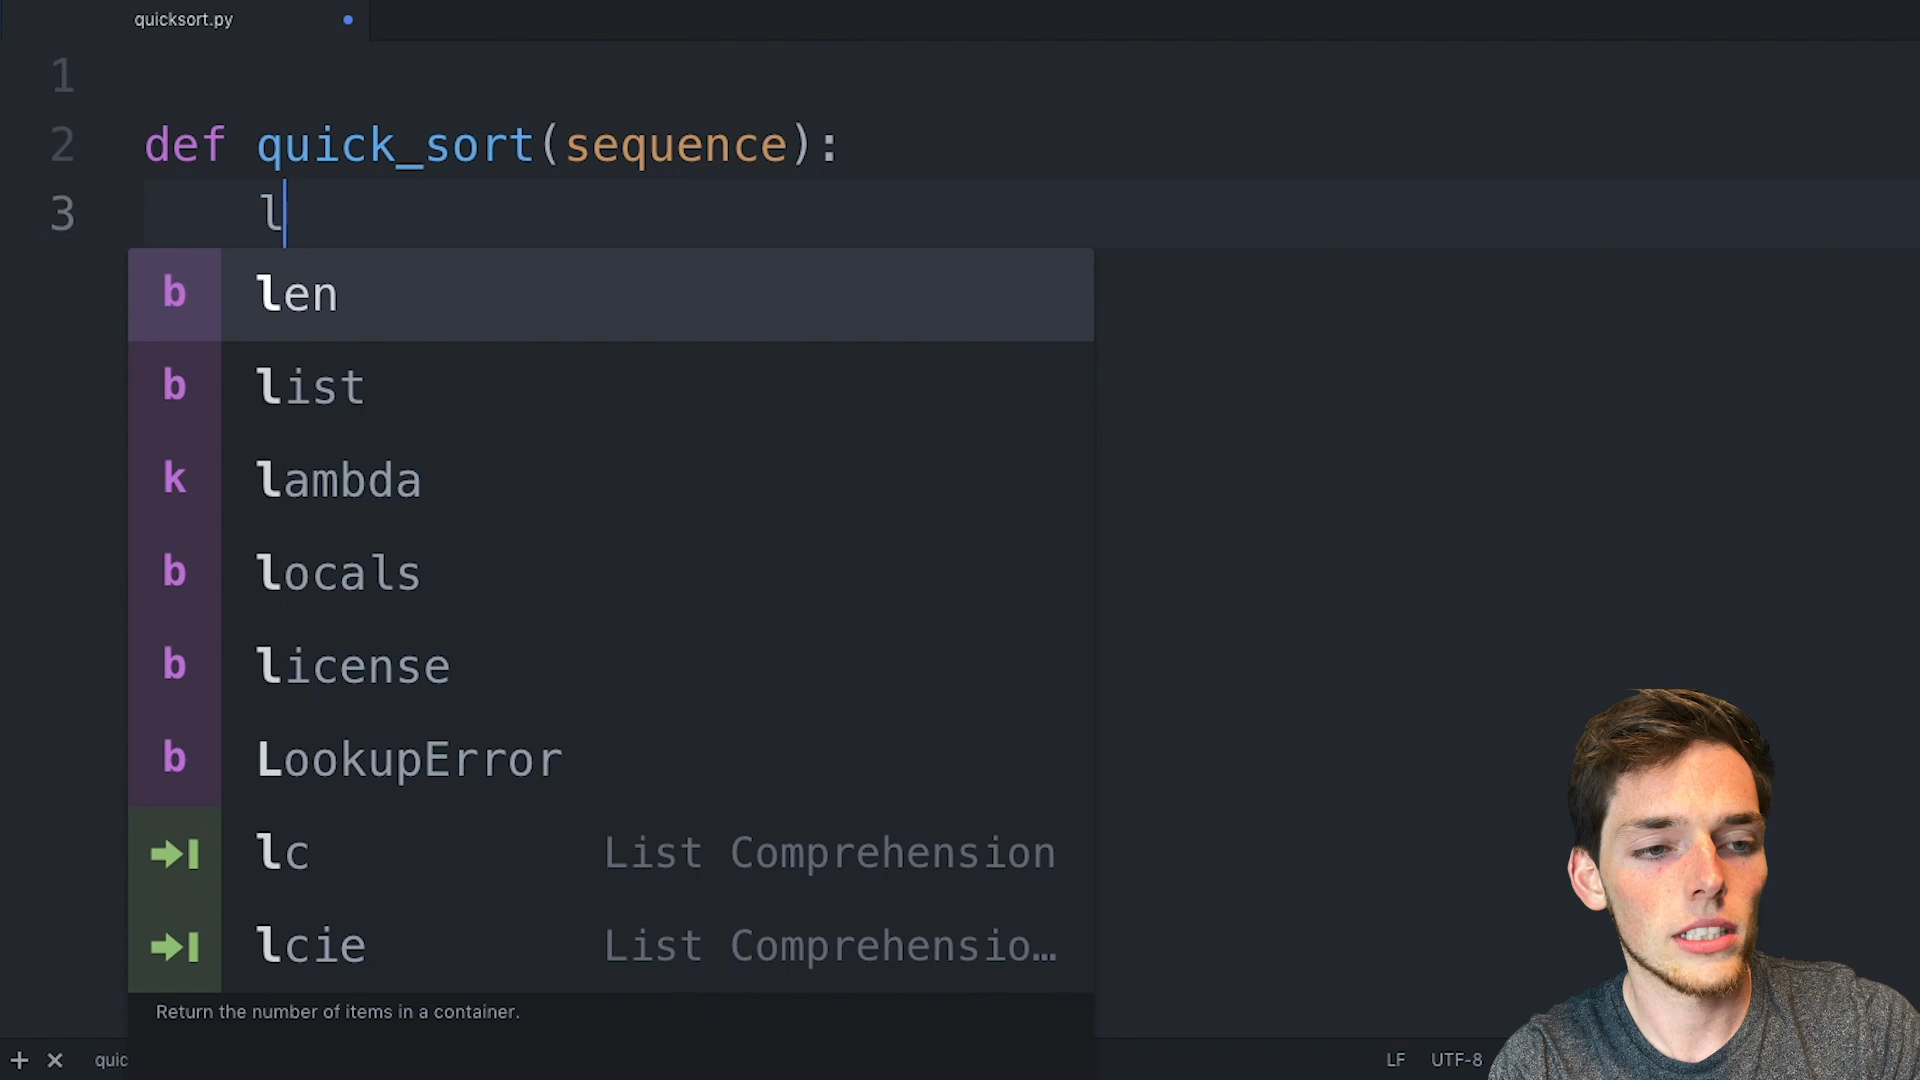 quicksort.py
1
2 def quick_sort(sequence):
3 l
b len
b list
k lambda
b locals
b license
b LookupError
lc List Comprehension
lcie List Comprehensio…
Return the number of items in a container.
quic LF UTF-8